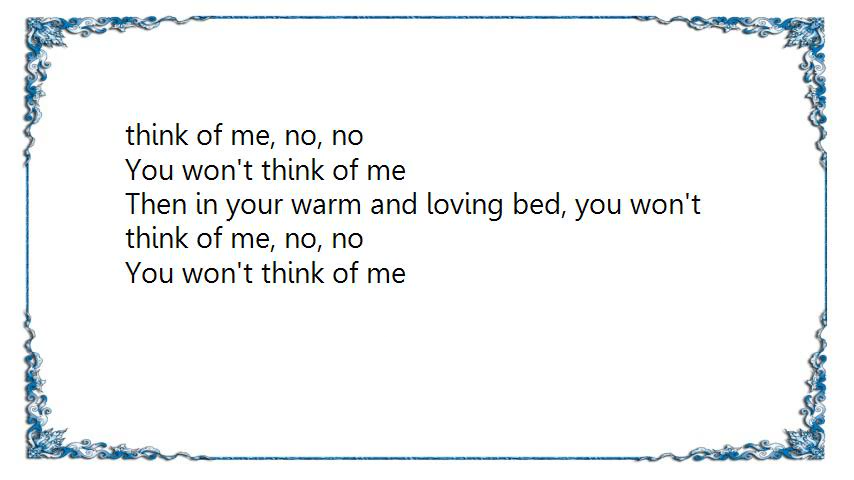 think of me, no, no
You won't think of me
Then in your warm and loving bed, you won't
think of me, no, no
You won't think of me